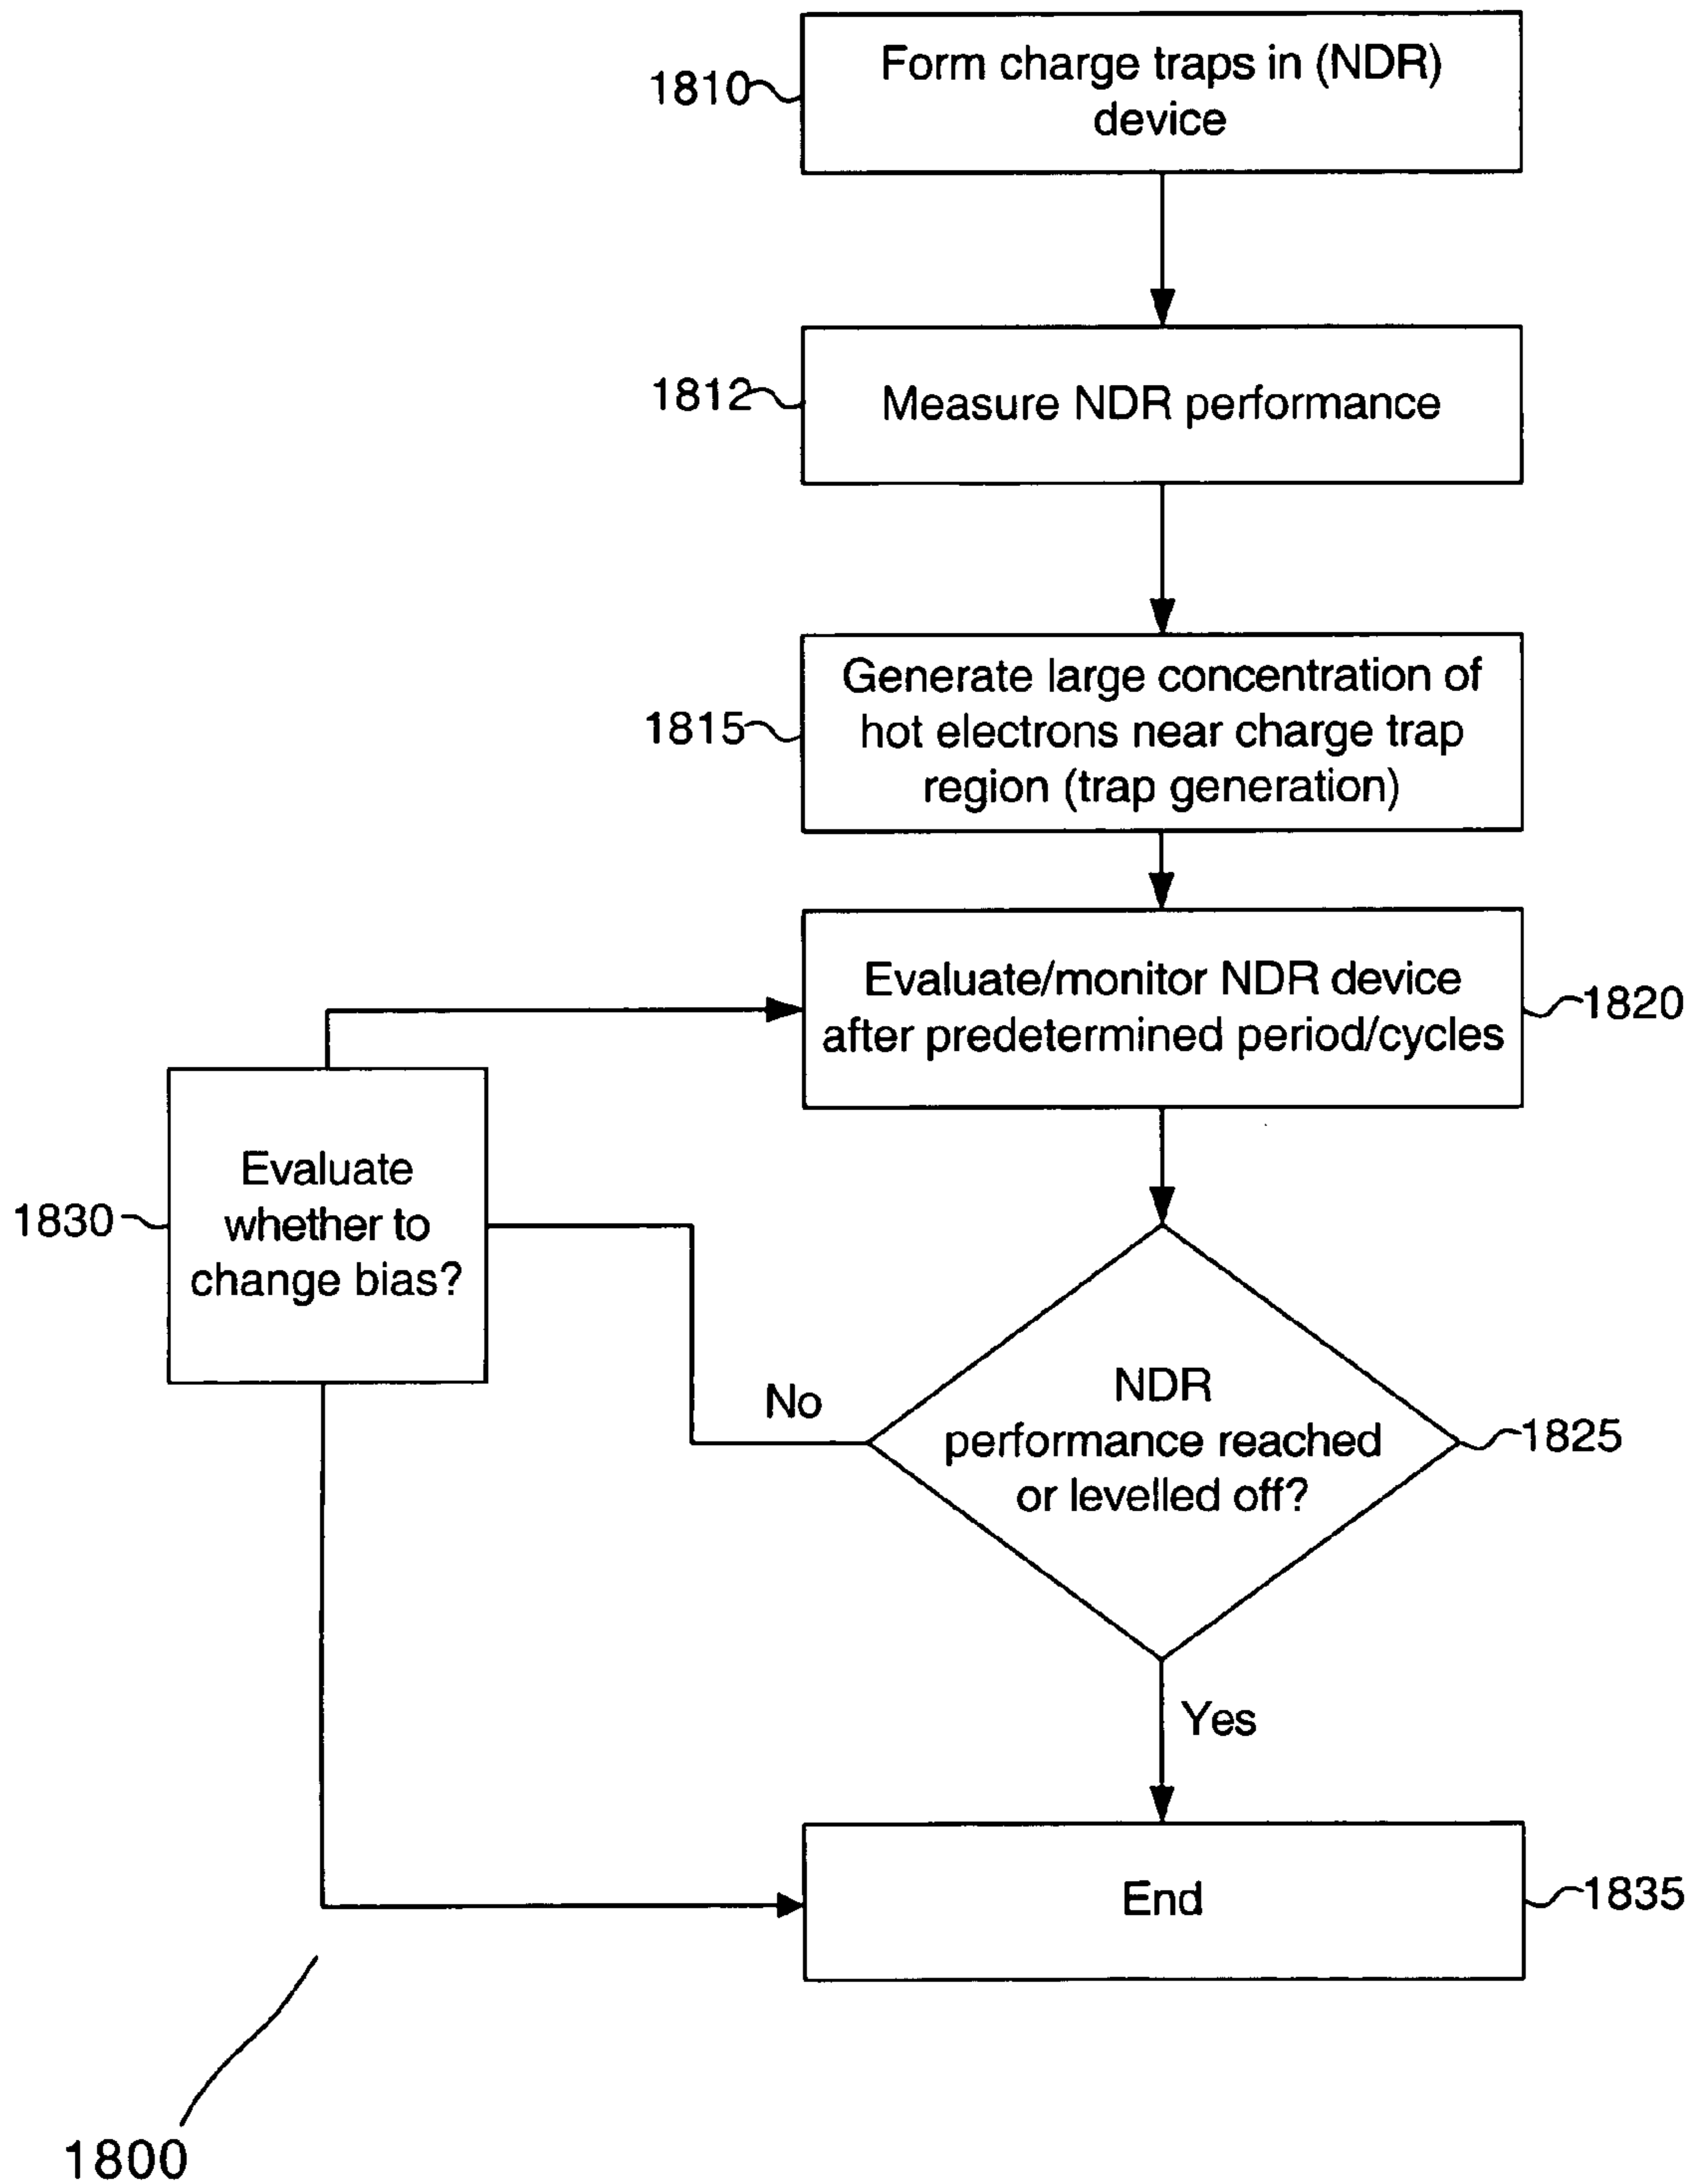 1810
Form charge traps in (NDR)
device
1812
Measure NDR performance
1815
Generate large concentration of
hot electrons near charge trap
region (trap generation)
Evaluate/monitor NDR device
after predetermined period/cycles
1820
1830
Evaluate
whether to
change bias?
No
NDR
performance reached
or levelled off?
1825
Yes
End
1835
1800